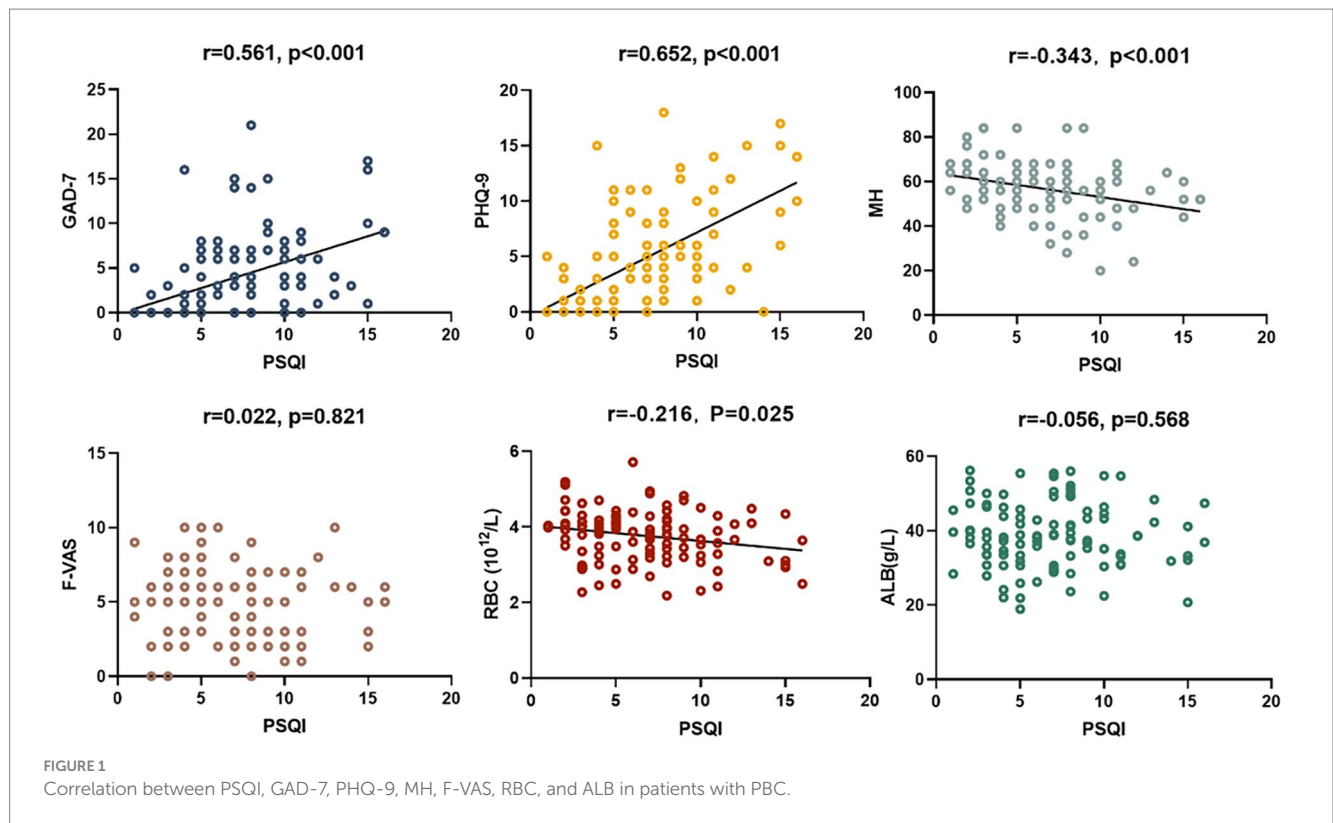 r=0.561, p<0.001
25
20
15
10
5
0
GAD-7
0 5 10 15 20
PSQI
r=0.652, p<0.001
20
15
10
5
0
PHQ-9
0 5 10 15 20
PSQI
r=-0.343, p<0.001
100
80
60
40
20
0
MH
0 5 10 15 20
PSQI
r=0.022, p=0.821
15
10
5
0
F-VAS
0 5 10 15 20
PSQI
r=-0.216, P=0.025
6
4
2
0
RBC (10¹²/L)
0 5 10 15 20
PSQI
r=-0.056, p=0.568
60
40
20
0
ALB(g/L)
0 5 10 15 20
PSQI
FIGURE 1
Correlation between PSQI, GAD-7, PHQ-9, MH, F-VAS, RBC, and ALB in patients with PBC.